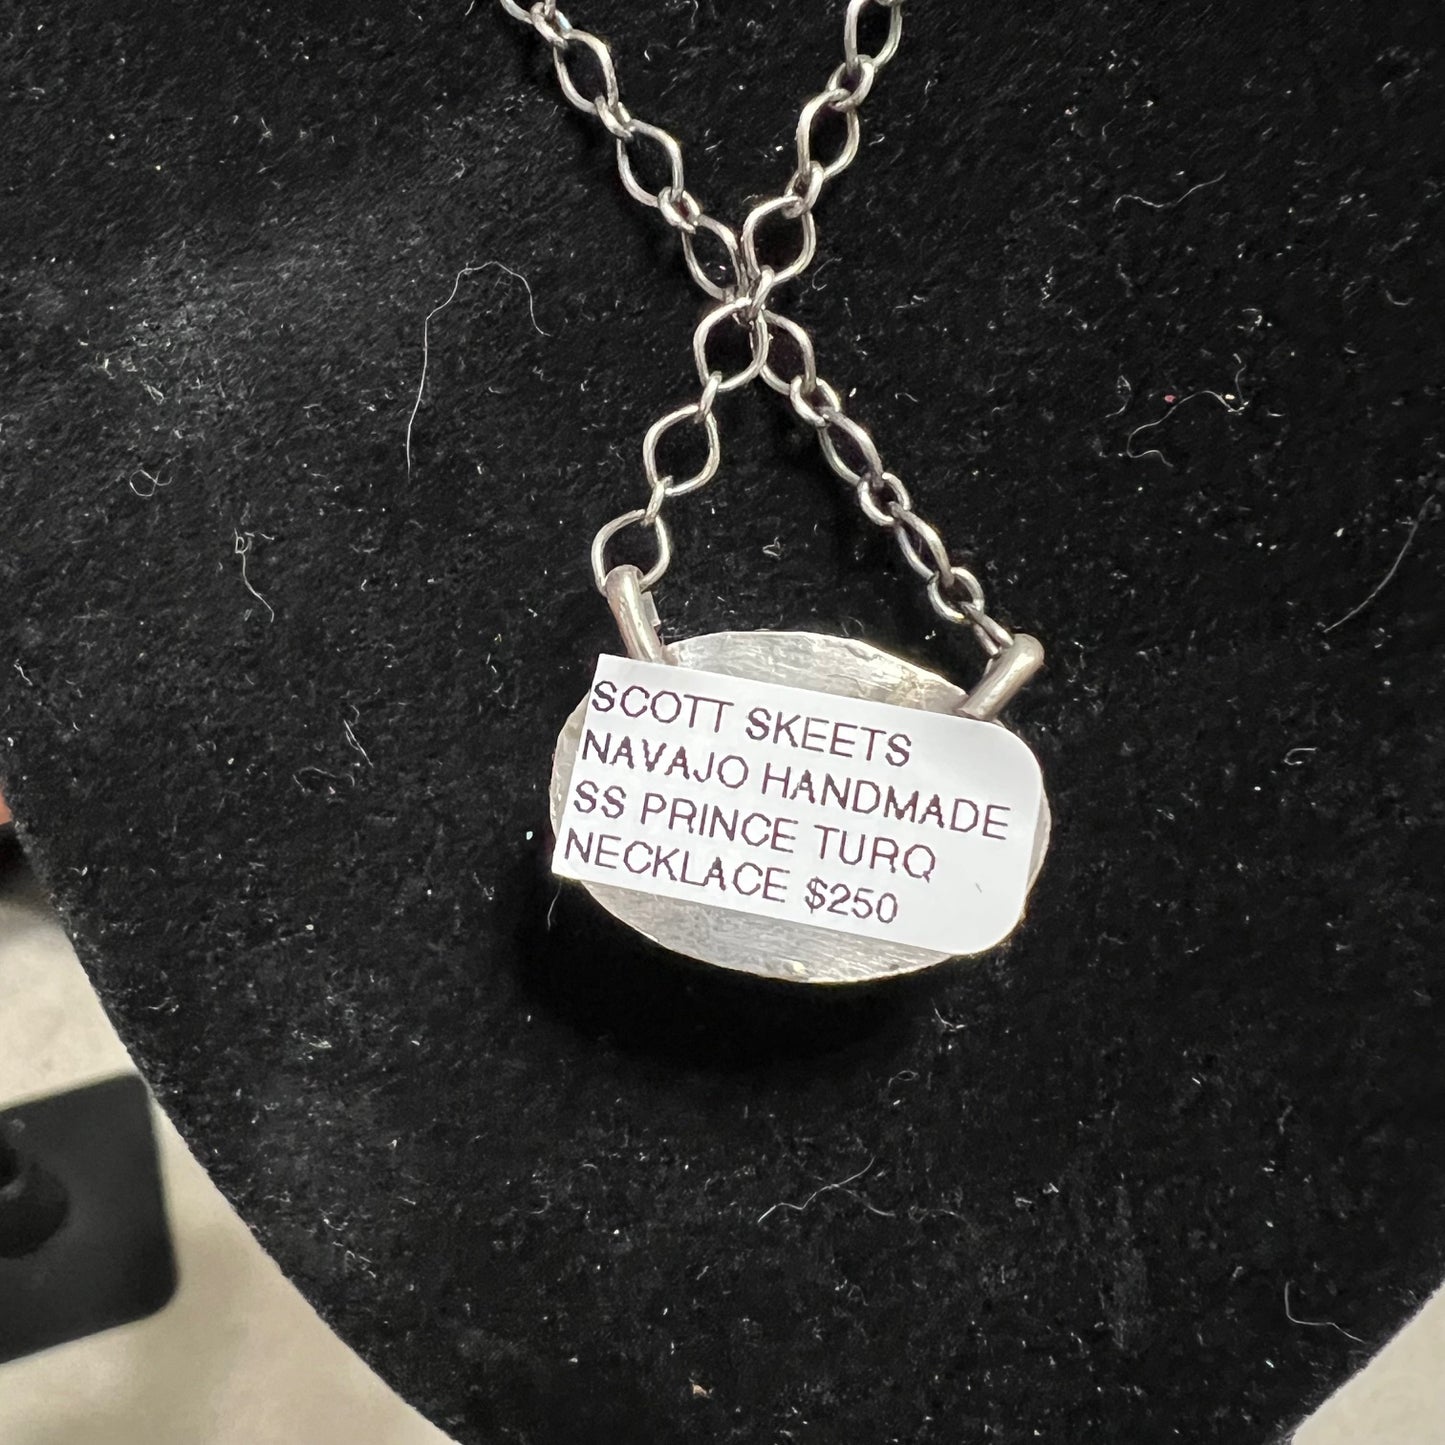 SCOTT SKEETS
NAVAJO HANDMADE
SS PRINCE TURQ
NECKLACE $250